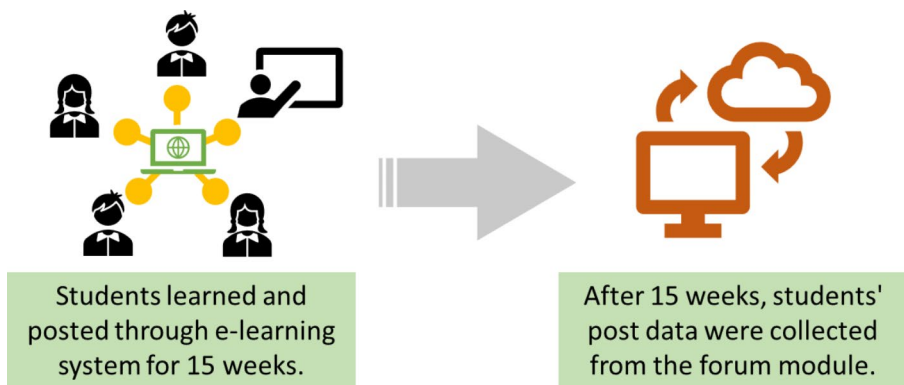 Students learned and
posted through e-learning
system for 15 weeks.
After 15 weeks, students'
post data were collected
from the forum module.